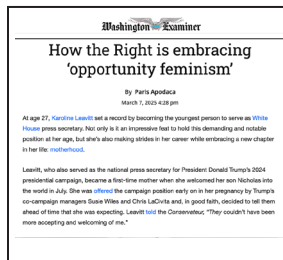 Washington Examiner
How the Right is embracing
'opportunity feminism'
By Paris Apodaca
March 7, 2025 4:28 pm
At age 27, Karoline Leavitt set a record by becoming the youngest person to serve as White
House press secretary. Not only is it an impressive feat to hold this demanding and notable
position at her age, but she's also making strides in her career while embracing a new chapter
in her life: motherhood.
Leavitt, who also served as the national press secretary for President Donald Trump's 2024
presidential campaign, became a first-time mother when she welcomed her son Nicholas into
the world in July. She was offered the campaign position early on in her pregnancy by Trump's
co-campaign managers Susie Wiles and Chris LaCivita and, in good faith, decided to tell them
ahead of time that she was expecting. Leavitt told the Conservateur, "They couldn't have been
more accepting and welcoming of me."